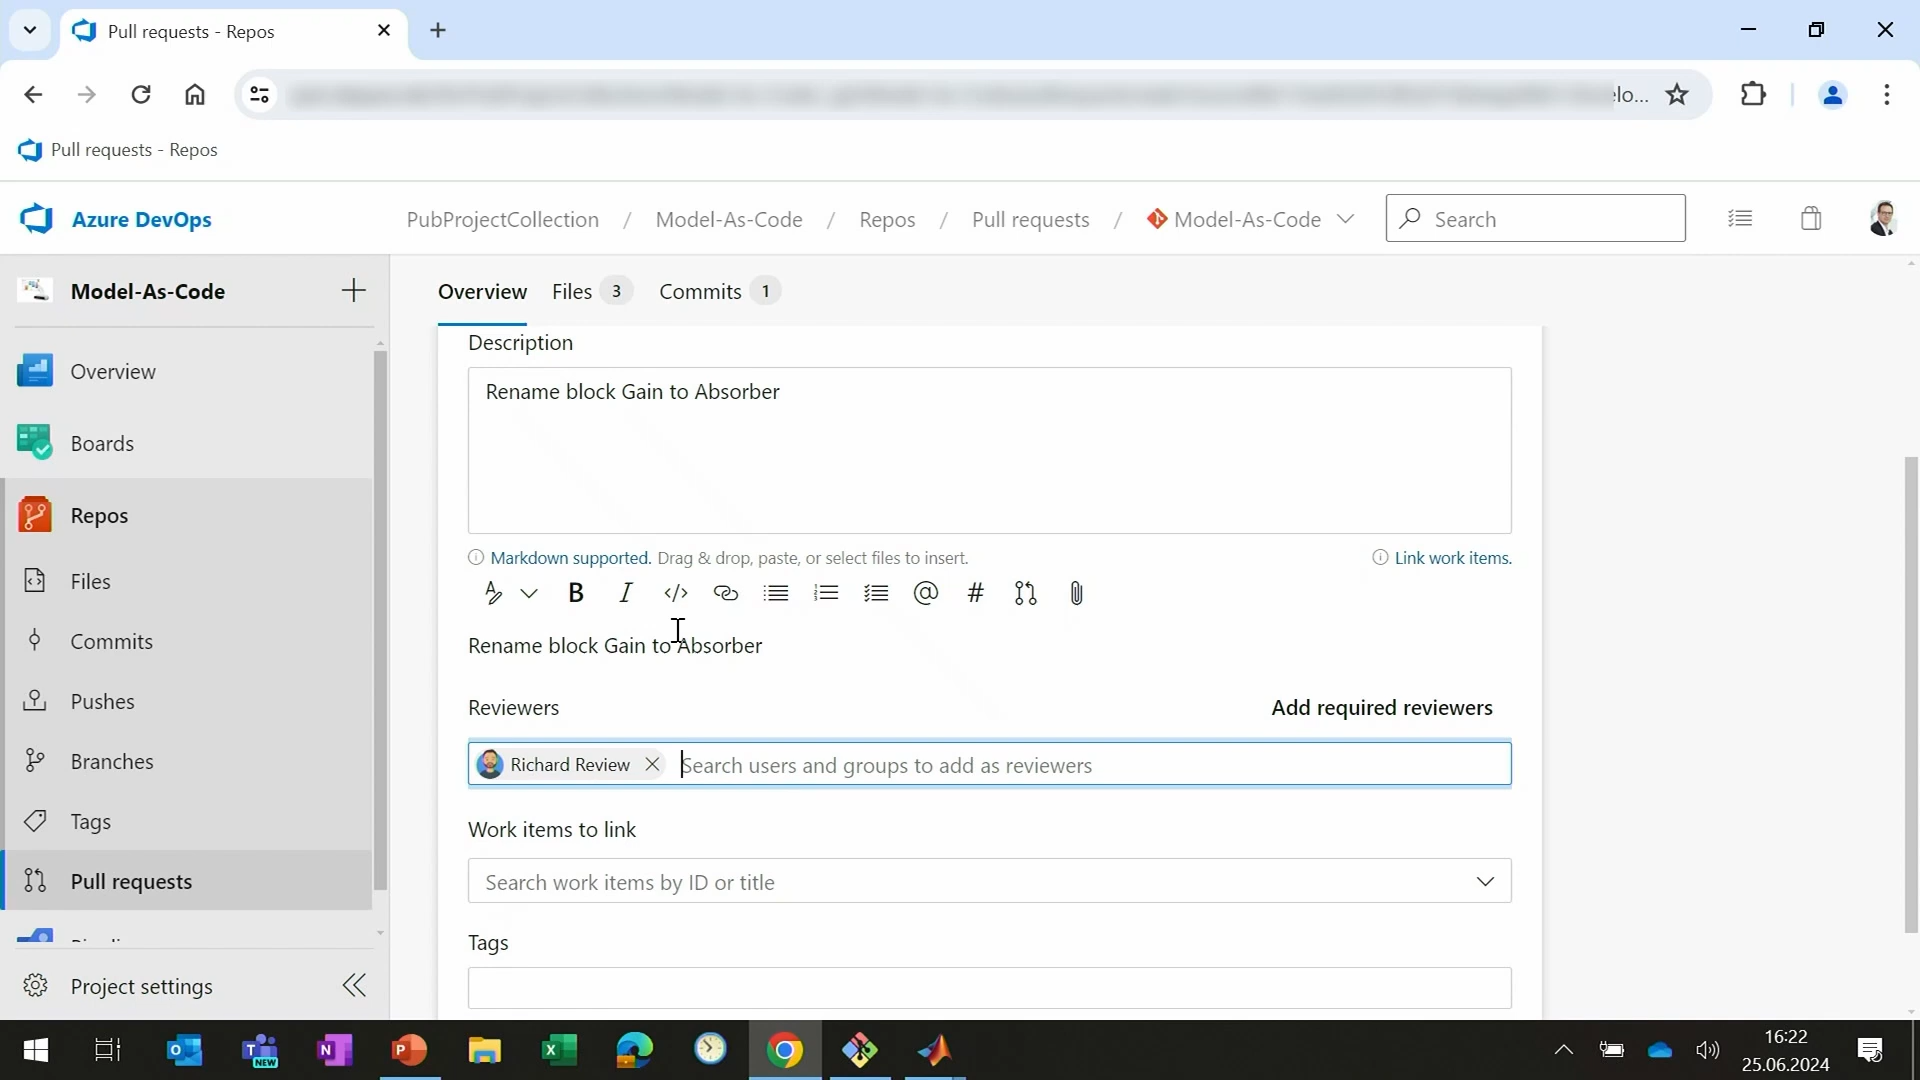 Pull requests - Repos
elo...
Pull requests - Repos
Azure DevOps
PubProjectCollection / Model-As-Code / Repos / Pull requests / Model-As-Code
Search
Model-As-Code
Overview Files 3 Commits 1
Description
Overview
Rename block Gain to Absorber
Boards
Repos
Markdown supported. Drag & drop, paste, or select files to insert.
Link work items.
Files
Rename block Gain to Absorber
Commits
Pushes
Reviewers
Add required reviewers
Branches
Richard Review
Search users and groups to add as reviewers
Tags
Work items to link
Pull requests
Search work items by ID or title
Tags
Project settings
16:22
25.06.2024